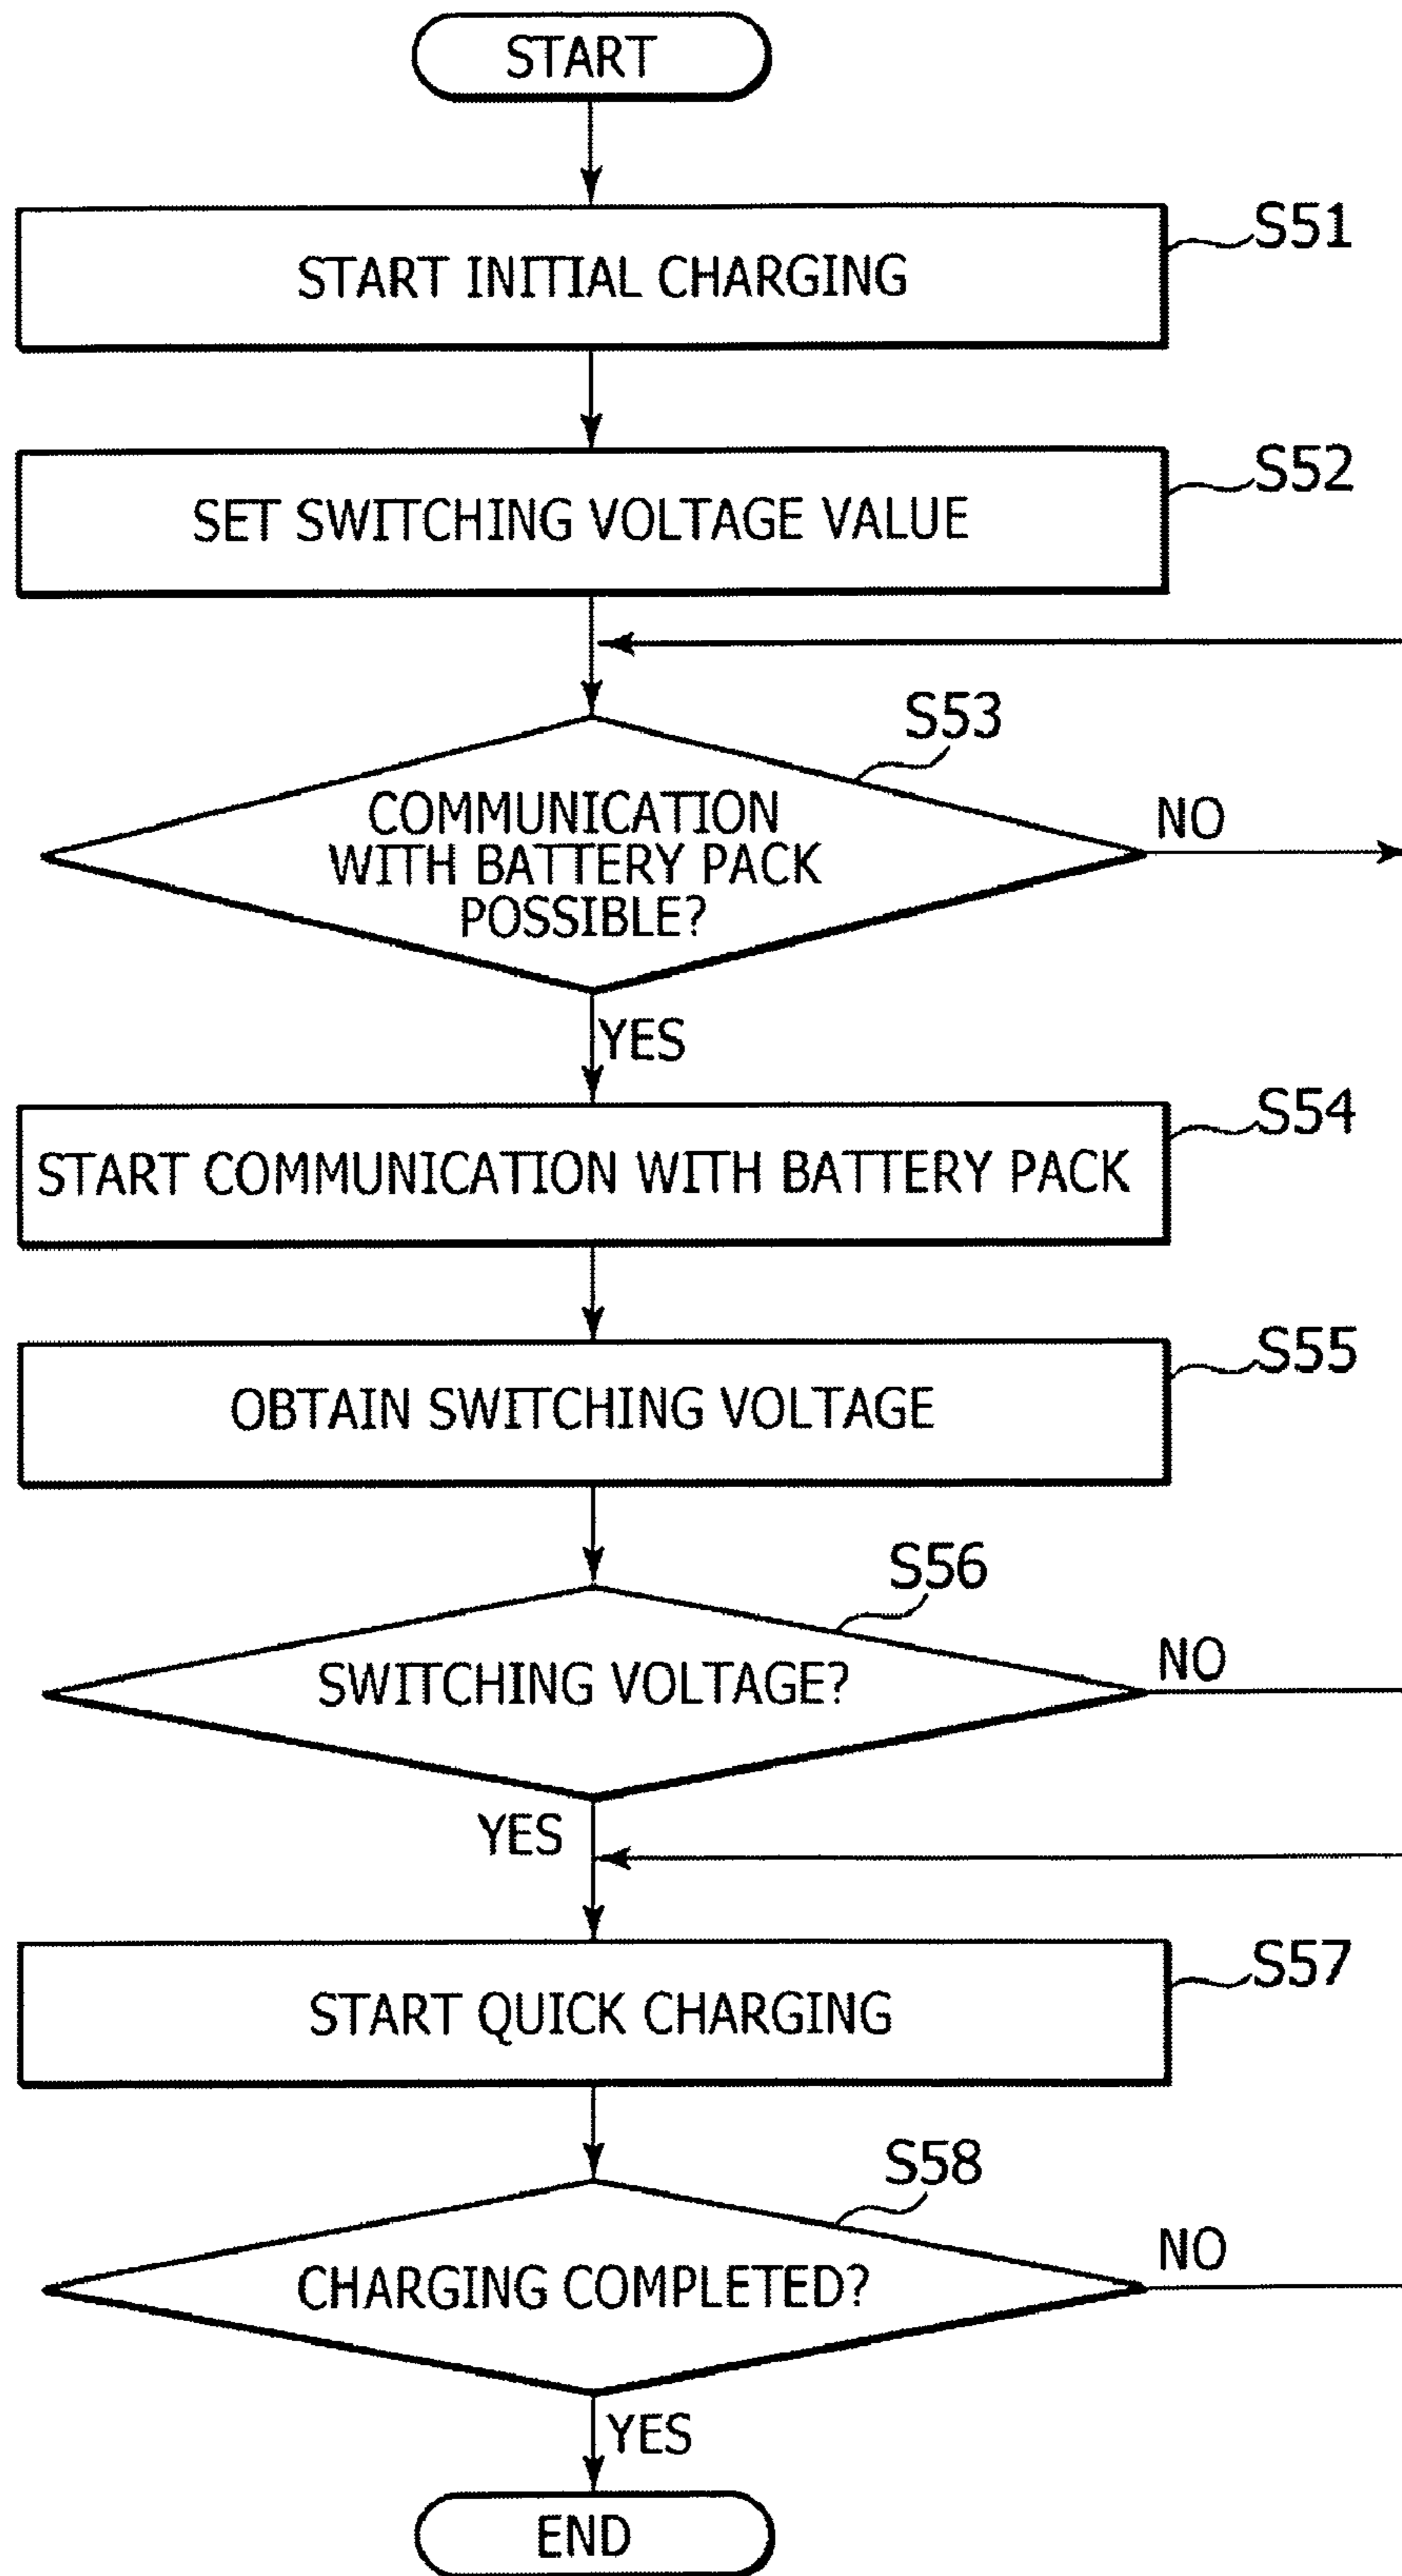 START
START INITIAL CHARGING
S51
SET SWITCHING VOLTAGE VALUE
S52
S53
COMMUNICATION
WITH BATTERY PACK
POSSIBLE?
NO
YES
START COMMUNICATION WITH BATTERY PACK
S54
OBTAIN SWITCHING VOLTAGE
S55
S56
SWITCHING VOLTAGE?
NO
YES
START QUICK CHARGING
S57
S58
CHARGING COMPLETED?
NO
YES
END